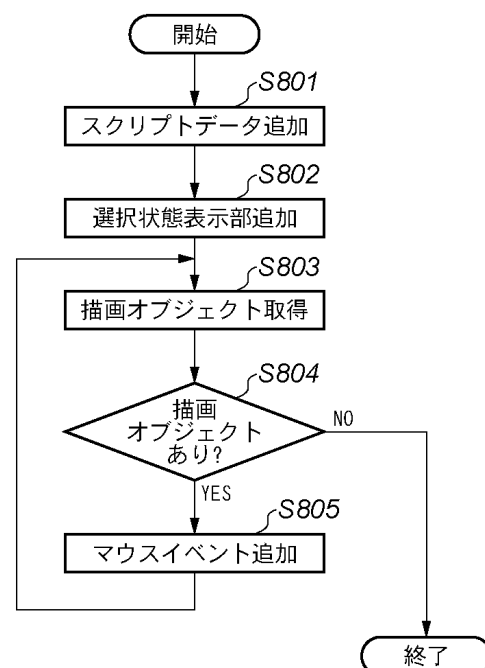 開始
S801
スクリプトデータ追加
S802
選択状態表示部追加
S803
描画オブジェクト取得
S804
描画
オブジェクト
あり?
NO
YES
S805
マウスイベント追加
終了